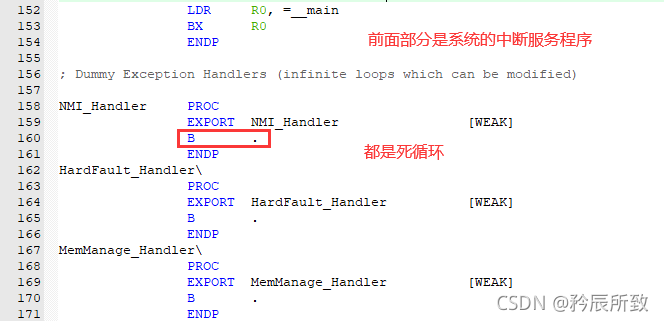 152 LDR R0, =__main
153 BX R0
154 ENDP
前面部分是系统的中断服务程序
155
156 ; Dummy Exception Handlers (infinite loops which can be modified)
157
158 NMI_Handler PROC
159 EXPORT NMI_Handler [WEAK]
160 B .
161 ENDP
都是死循环
162 HardFault_Handler\
163 PROC
164 EXPORT HardFault_Handler [WEAK]
165 B .
166 ENDP
167 MemManage_Handler\
168 PROC
169 EXPORT MemManage_Handler [WEAK]
170 B .
171 ENDP
CSDN @矜辰所致